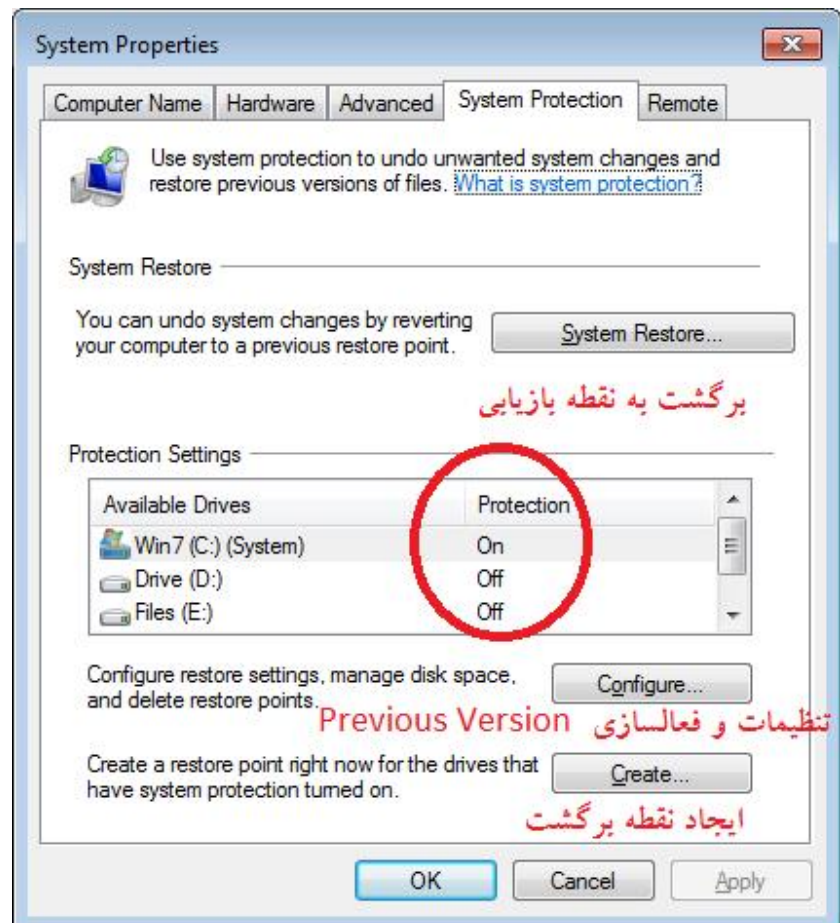 System Properties
Computer Name Hardware Advanced System Protection Remote
Use system protection to undo unwanted system changes and
restore previous versions of files. What is system protection?
System Restore
You can undo system changes by reverting
your computer to a previous restore point.
System Restore...
برگشت به نقطه بازیابی
Protection Settings
Available Drives Protection
Win7 (C:) (System) On
Drive (D:) Off
Files (E:) Off
Configure restore settings, manage disk space,
and delete restore points.
Configure...
تنظیمات و فعالسازی Previous Version
Create a restore point right now for the drives that
have system protection turned on.
Create...
ایجاد نقطه برگشت
OK Cancel Apply